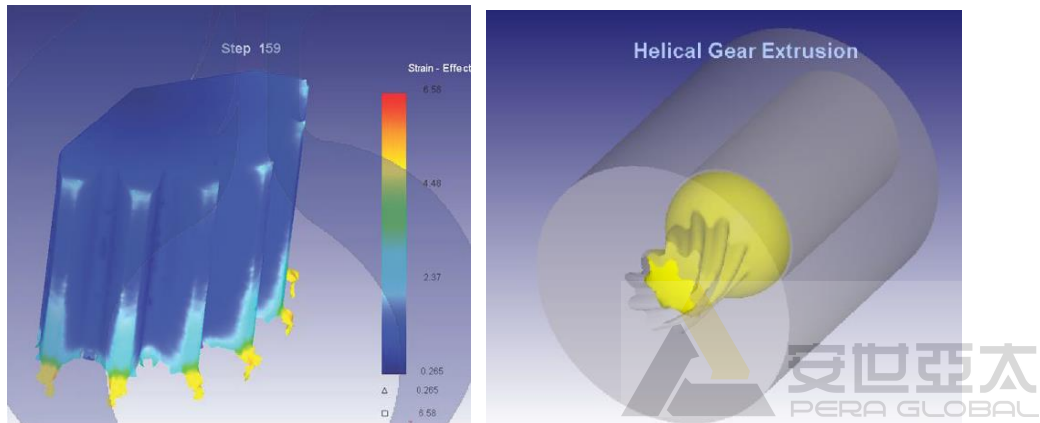 Step 159
Strain - Effect
6.58
4.48
2.37
0.265
0.265
6.58
Helical Gear Extrusion
安世亞太
PERA GLOBAL